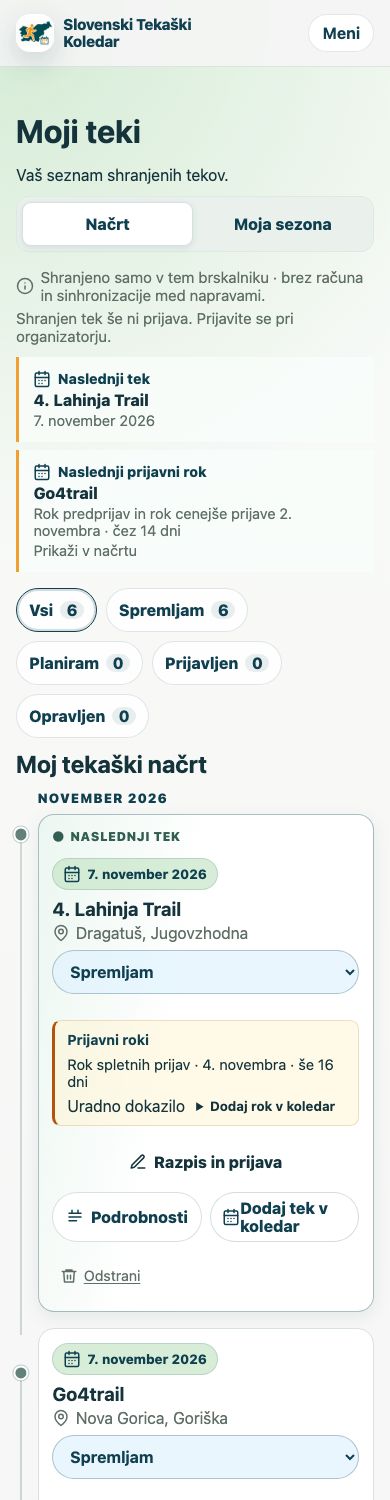 Slovenski Tekaški
Koledar
Meni
Moji teki
Vaš seznam shranjenih tekov.
Načrt
Moja sezona
Shranjeno samo v tem brskalniku · brez računa
in sinhronizacije med napravami.
Shranjen tek še ni prijava. Prijavite se pri
organizatorju.
Naslednji tek
4. Lahinja Trail
7. november 2026
Naslednji prijavni rok
Go4trail
Rok predprijav in rok cenejše prijave 2.
novembra · čez 14 dni
Prikaži v načrtu
Vsi 6
Spremljam 6
Planiram 0
Prijavljen 0
Opravljen 0
Moj tekaški načrt
NOVEMBER 2026
NASLEDNJI TEK
7. november 2026
4. Lahinja Trail
Dragatuš, Jugovzhodna
Spremljam
Prijavni roki
Rok spletnih prijav · 4. novembra · še 16
dni
Uradno dokazilo ▶ Dodaj rok v koledar
Razpis in prijava
Podrobnosti
Dodaj tek v
koledar
Odstrani
7. november 2026
Go4trail
Nova Gorica, Goriška
Spremljam